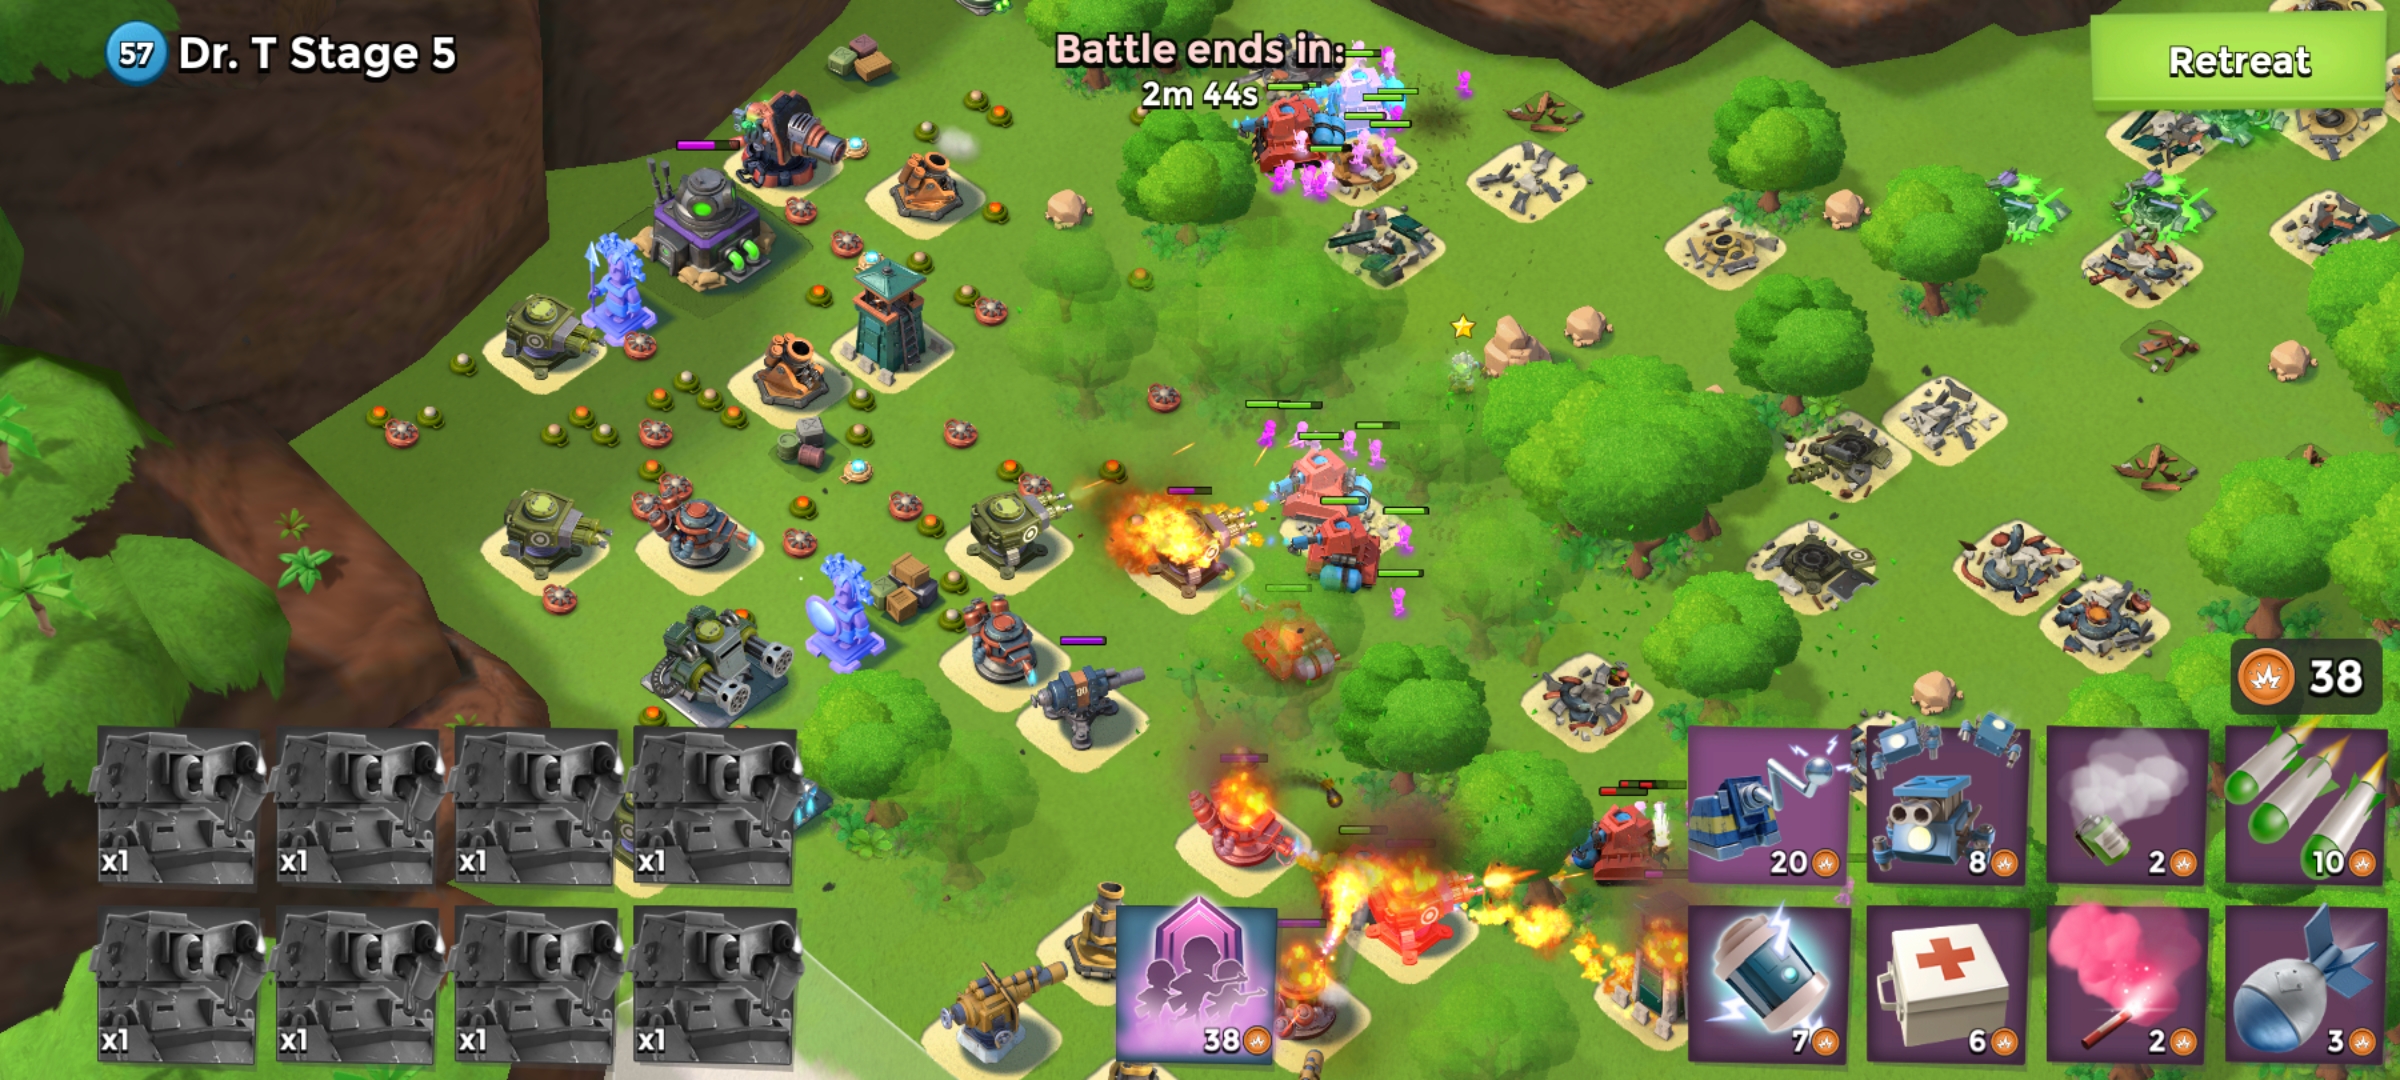 57 Dr. T Stage 5
Battle ends in:
2m 44s
Retreat
38
x1 x1 x1 x1
20 8 2 10
x1 x1 x1 x1
38
7 6 2 3